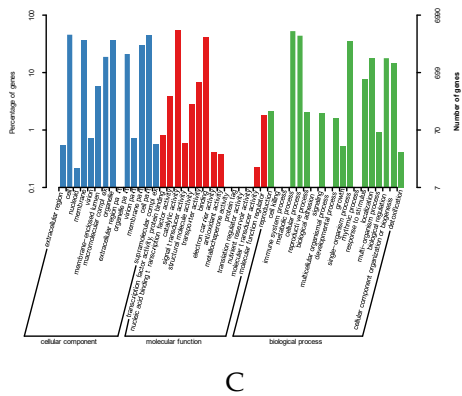 Percentage of genes
100
10
1
0.1
6990
699
70
7
Number of genes
extracellular region
cell
nucleoid
membrane
virion
membrane-enclosed lumen
macromolecular complex
organelle
extracellular region part
organelle part
virion part
membrane part
cell part
supramolecular complex
transcription factor activity, protein binding
nucleic acid binding transcription factor activity
catalytic activity
signal transducer activity
structural molecule activity
transporter activity
binding
electron carrier activity
antioxidant activity
metallochaperone activity
protein tag
translation regulator activity
nutrient reservoir activity
molecular transducer activity
molecular function regulator
reproduction
cell killing
immune system process
metabolic process
cellular process
reproductive process
biological adhesion
signaling
multicellular organismal process
developmental process
growth
single-organism process
rhythmic process
response to stimulus
localization
multi-organism process
biological regulation
cellular component organization or biogenesis
detoxification
cellular component
molecular function
biological process
C